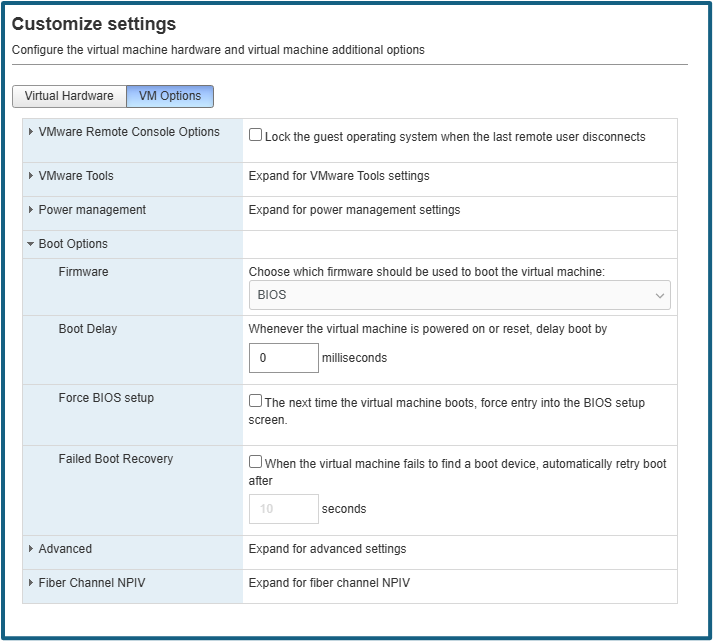 Customize settings
Configure the virtual machine hardware and virtual machine additional options
Virtual Hardware
VM Options
VMware Remote Console Options
Lock the guest operating system when the last remote user disconnects
VMware Tools
Expand for VMware Tools settings
Power management
Expand for power management settings
Boot Options
Firmware
Choose which firmware should be used to boot the virtual machine:
BIOS
Boot Delay
Whenever the virtual machine is powered on or reset, delay boot by
0 milliseconds
Force BIOS setup
The next time the virtual machine boots, force entry into the BIOS setup
screen.
Failed Boot Recovery
When the virtual machine fails to find a boot device, automatically retry boot
after
10 seconds
Advanced
Expand for advanced settings
Fiber Channel NPIV
Expand for fiber channel NPIV